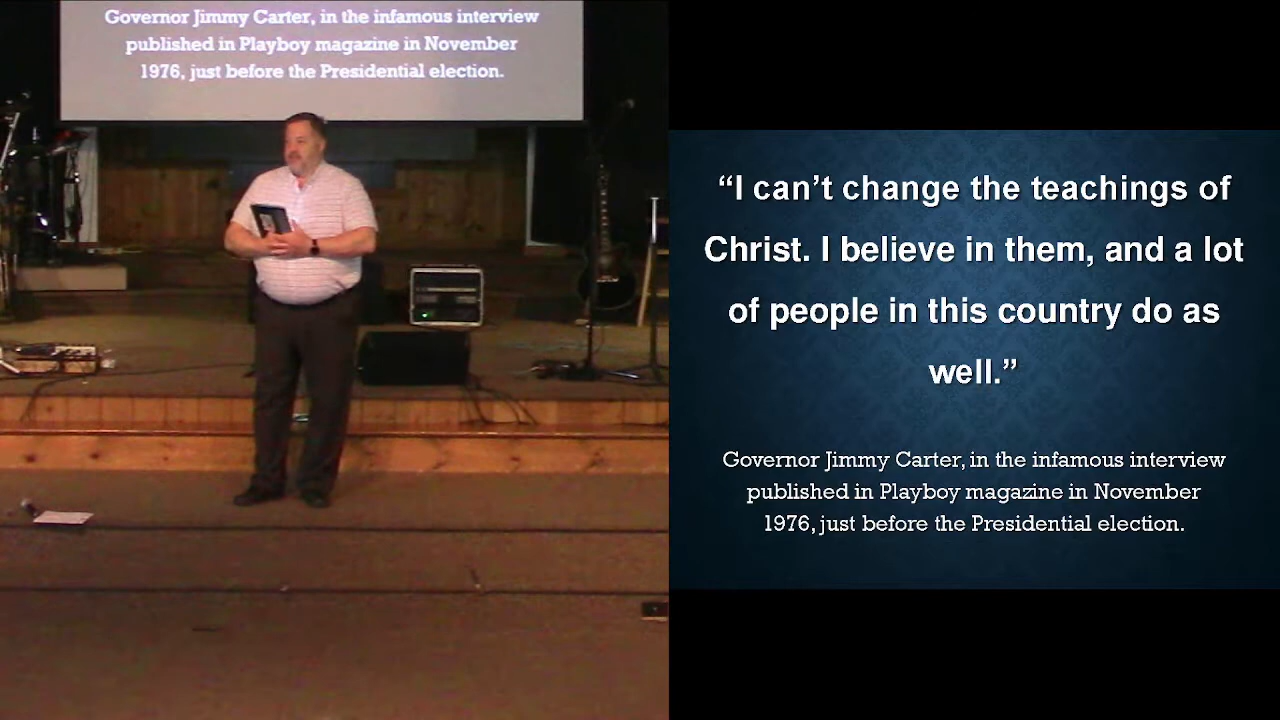 Governor Jimmy Carter, in the infamous interview
published in Playboy magazine in November
1976, just before the Presidential election.
“I can’t change the teachings of
Christ. I believe in them, and a lot
of people in this country do as
well.”
Governor Jimmy Carter, in the infamous interview
published in Playboy magazine in November
1976, just before the Presidential election.